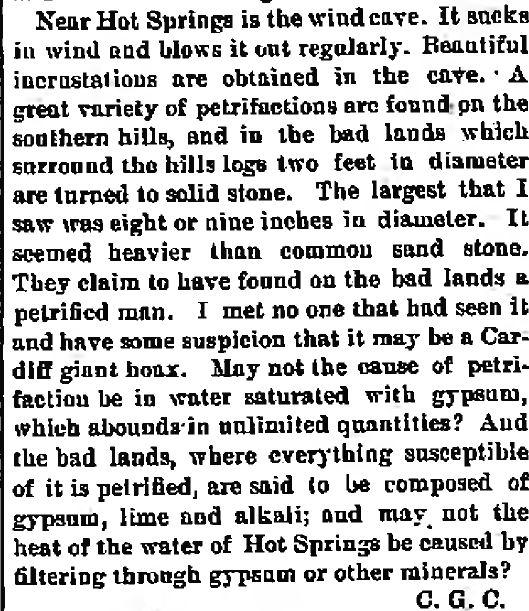 Near Hot Springs is the wind cave. It sucks
in wind and blows it out regularly. Beautiful
incrustations are obtained in the cave. A
great variety of petrifactions are found on the
southern hills, and in the bad lands which
surround the hills logs two feet in diameter
are turned to solid stone. The largest that I
saw was eight or nine inches in diameter. It
seemed heavier than common sand stone.
They claim to have found on the bad lands a
petrified man. I met no one that had seen it
and have some suspicion that it may be a Car-
diff giant hoax. May not the cause of petri-
faction be in water saturated with gypsum,
which abounds in unlimited quantities? And
the bad lands, where everything susceptible
of it is petrified, are said to be composed of
gypsum, lime and alkali; and may not the
heat of the water of Hot Springs be caused by
filtering through gypsum or other minerals?
C. G. C.